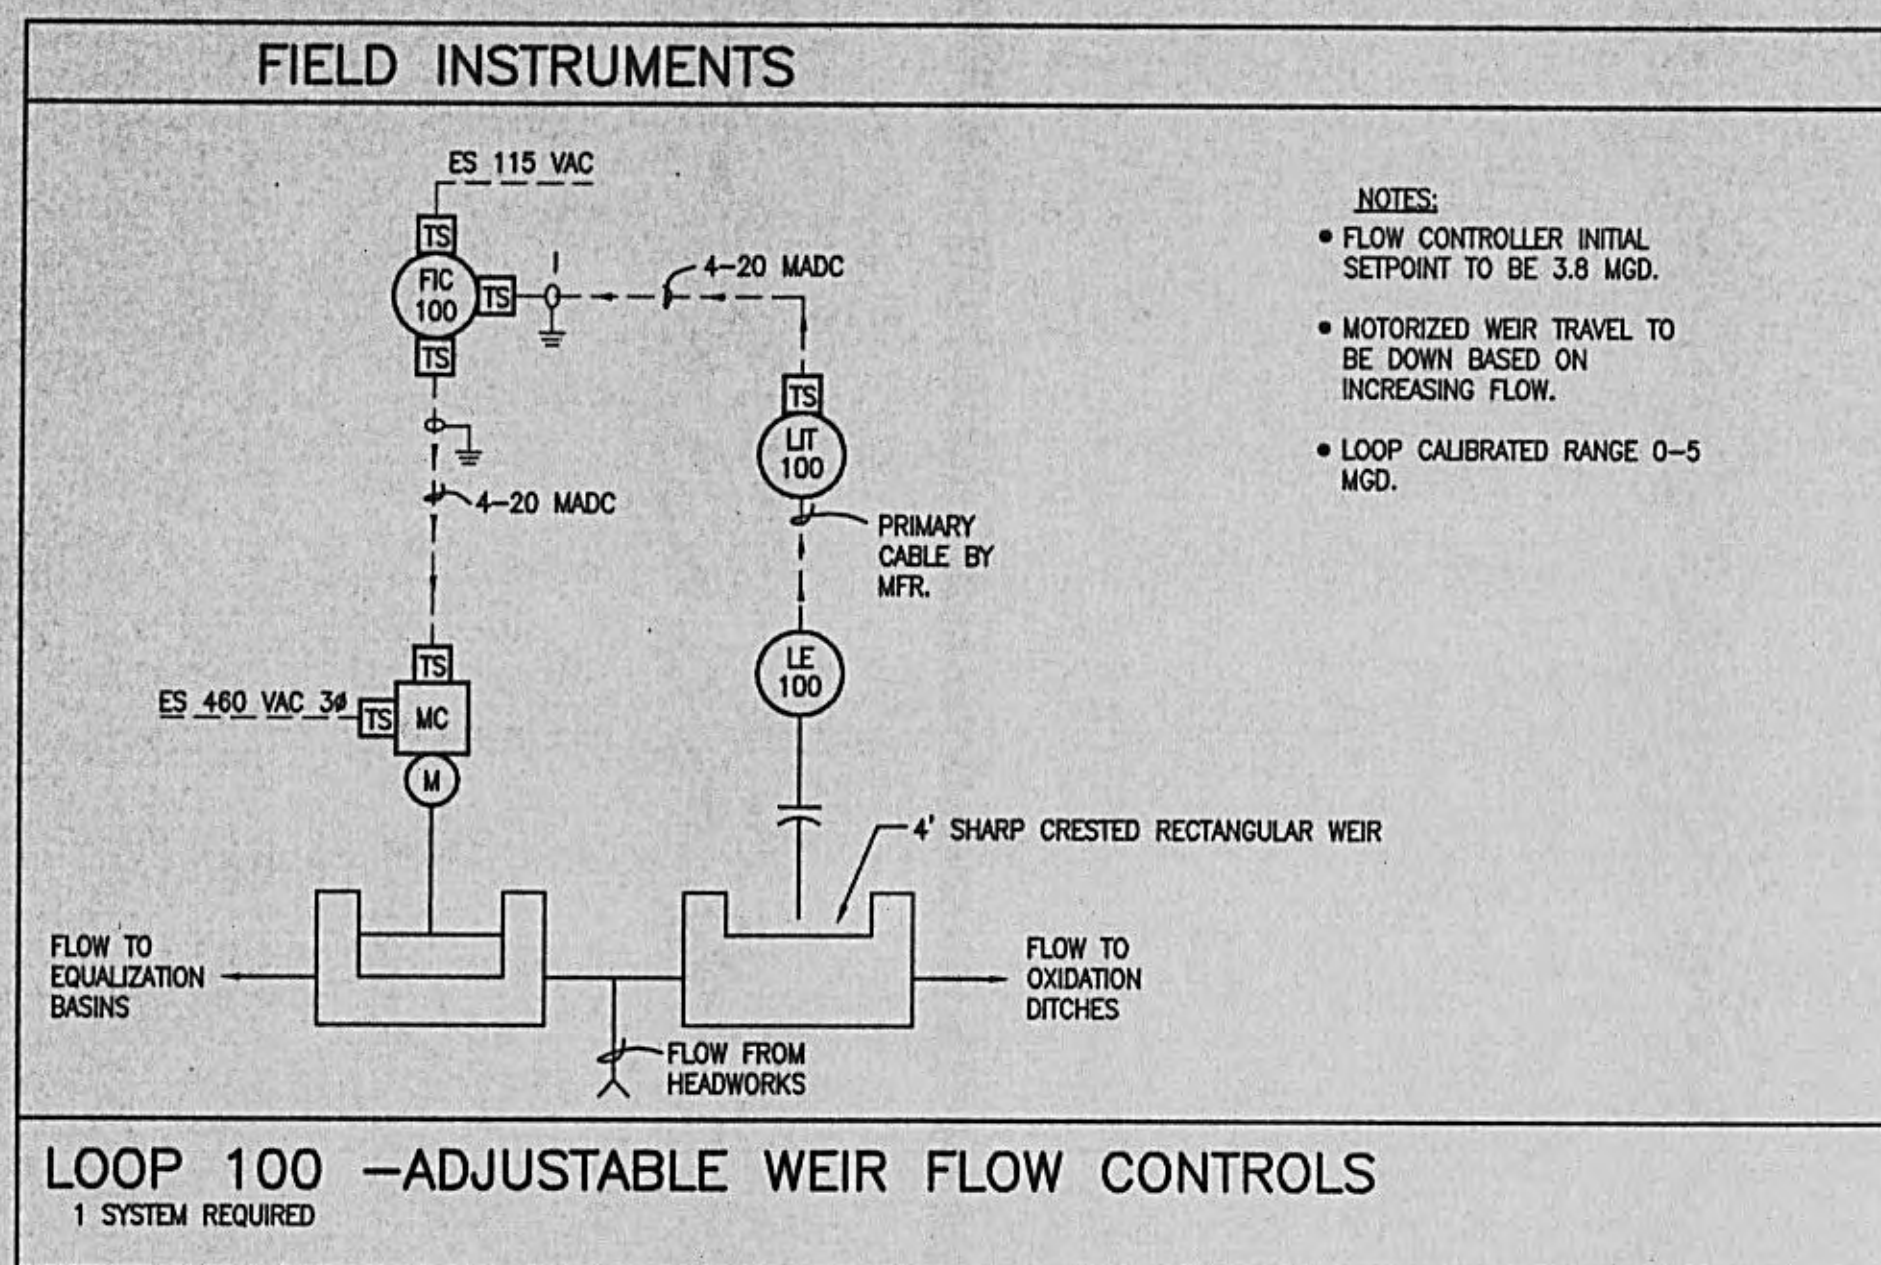 FIELD INSTRUMENTS
ES 115 VAC
TS
FIC
100
TS
I
4-20 MADC
TS
4-20 MADC
TS
LIT
100
PRIMARY
CABLE BY
MFR.
LE
100
TS
ES 460 VAC 3ø
TS
MC
M
4' SHARP CRESTED RECTANGULAR WEIR
FLOW TO
EQUALIZATION
BASINS
FLOW TO
OXIDATION
DITCHES
FLOW FROM
HEADWORKS
NOTES:
• FLOW CONTROLLER INITIAL
SETPOINT TO BE 3.8 MGD.
• MOTORIZED WEIR TRAVEL TO
BE DOWN BASED ON
INCREASING FLOW.
• LOOP CALIBRATED RANGE 0-5
MGD.
LOOP 100 -ADJUSTABLE WEIR FLOW CONTROLS
1 SYSTEM REQUIRED